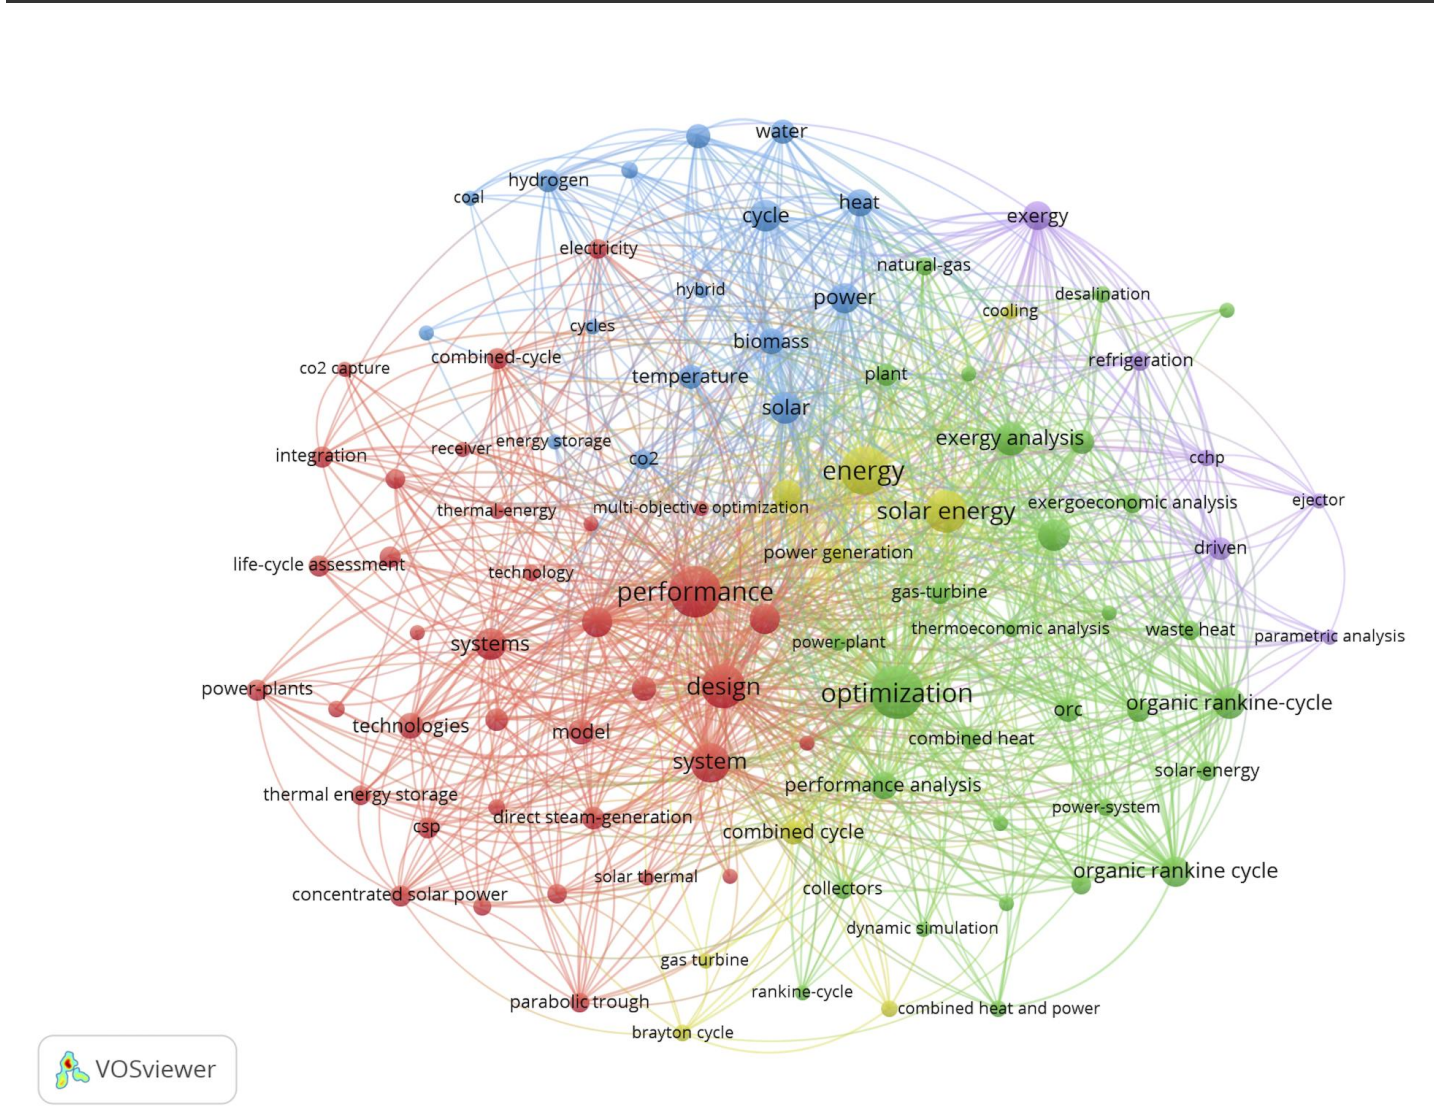 water
hydrogen
coal
heat
cycle
exergy
electricity
natural-gas
hybrid
desalination
power
cooling
cycles
biomass
combined-cycle
refrigeration
co2 capture
temperature
plant
solar
exergy analysis
energy storage
receiver
integration
co2
cchp
energy
ejector
exergoeconomic analysis
multi-objective optimization
thermal-energy
solar energy
driven
power generation
life-cycle assessment
technology
performance
gas-turbine
thermoeconomic analysis
waste heat
parametric analysis
systems
power-plant
power-plants
design
optimization
organic rankine-cycle
orc
technologies
model
combined heat
system
solar-energy
performance analysis
thermal energy storage
power-system
direct steam-generation
csp
combined cycle
organic rankine cycle
solar thermal
collectors
concentrated solar power
dynamic simulation
gas turbine
rankine-cycle
parabolic trough
combined heat and power
brayton cycle
VOSviewer